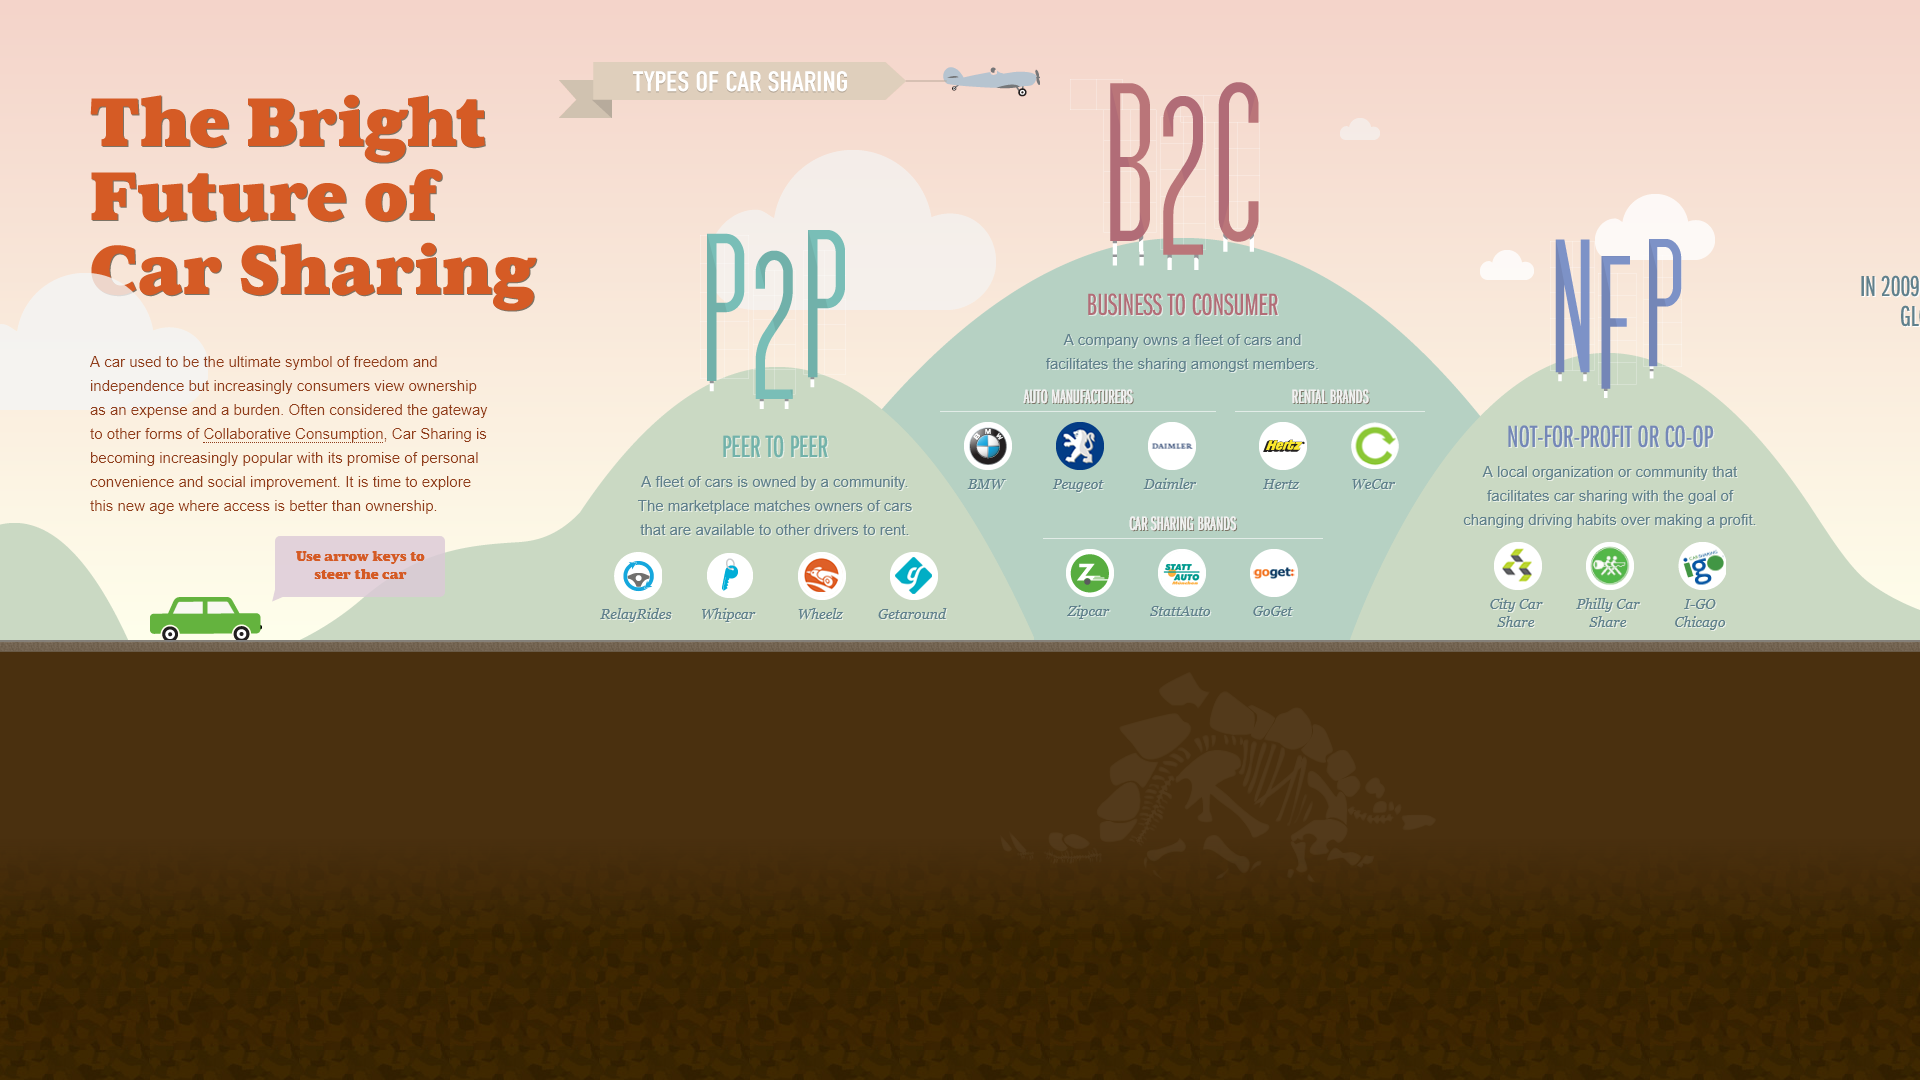 The Bright
Future of
Car Sharing
A car used to be the ultimate symbol of freedom and
independence but increasingly consumers view ownership
as an expense and a burden. Often considered the gateway
to other forms of Collaborative Consumption, Car Sharing is
becoming increasingly popular with its promise of personal
convenience and social improvement. It is time to explore
this new age where access is better than ownership.
Use arrow keys to
steer the car
TYPES OF CAR SHARING
P2P
PEER TO PEER
A fleet of cars is owned by a community.
The marketplace matches owners of cars
that are available to other drivers to rent.
RelayRides Whipcar Wheelz Getaround
B2C
BUSINESS TO CONSUMER
A company owns a fleet of cars and
facilitates the sharing amongst members.
AUTO MANUFACTURERS
BMW
DAIMLER
BMW Peugeot Daimler
RENTAL BRANDS
Hertz
Hertz WeCar
CAR SHARING BRANDS
Z
STATT
AUTO
goget:
Zipcar StattAuto GoGet
NFP
NOT-FOR-PROFIT OR CO-OP
A local organization or community that
facilitates car sharing with the goal of
changing driving habits over making a profit.
igo
City Car
Share
Philly Car
Share
I-GO
Chicago
IN 2009